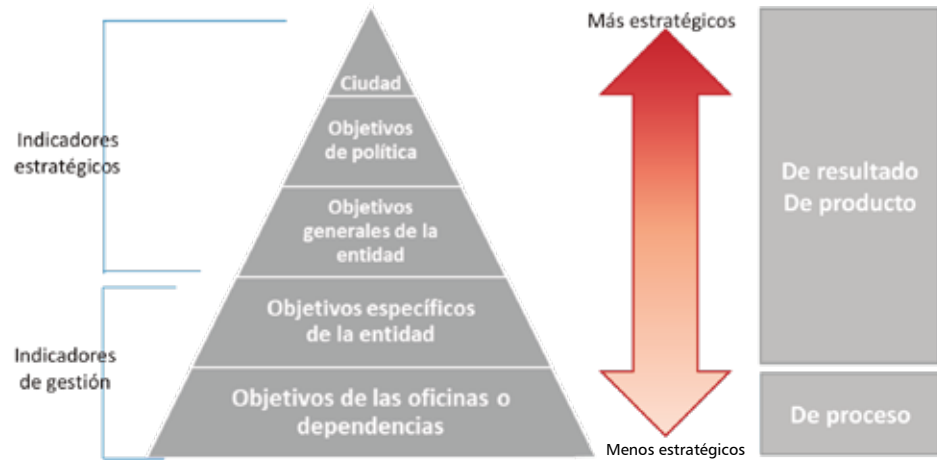 Indicadores
estratégicos
Indicadores
de gestión
Ciudad
Objetivos
de política
Objetivos
generales de la
entidad
Objetivos específicos
de la entidad
Objetivos de las oficinas o
dependencias
Más estratégicos
Menos estratégicos
De resultado
De producto
De proceso